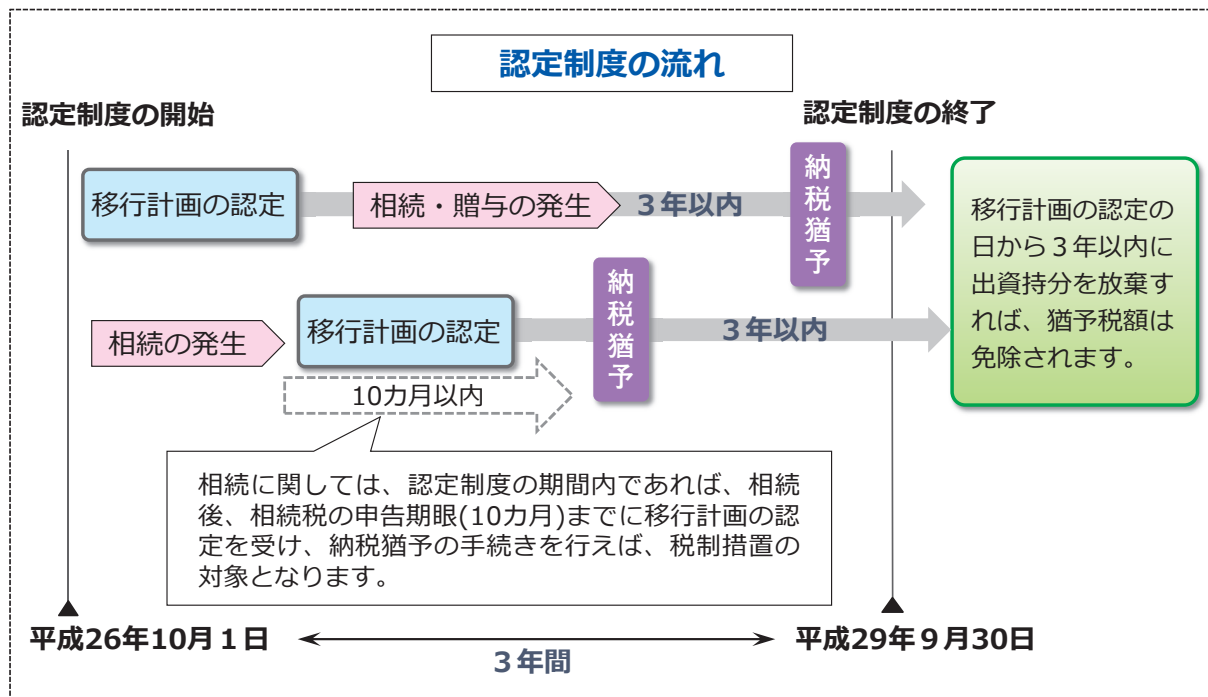 認定制度の流れ
認定制度の開始
認定制度の終了
移行計画の認定
相続・贈与の発生
３年以内
納税猶予
移行計画の認定の
日から３年以内に
出資持分を放棄す
れば、猶予税額は
免除されます。
相続の発生
移行計画の認定
納税猶予
３年以内
10カ月以内
相続に関しては、認定制度の期間内であれば、相続
後、相続税の申告期眼(10カ月)までに移行計画の認
定を受け、納税猶予の手続きを行えば、税制措置の
対象となります。
平成26年10月１日
平成29年９月30日
３年間